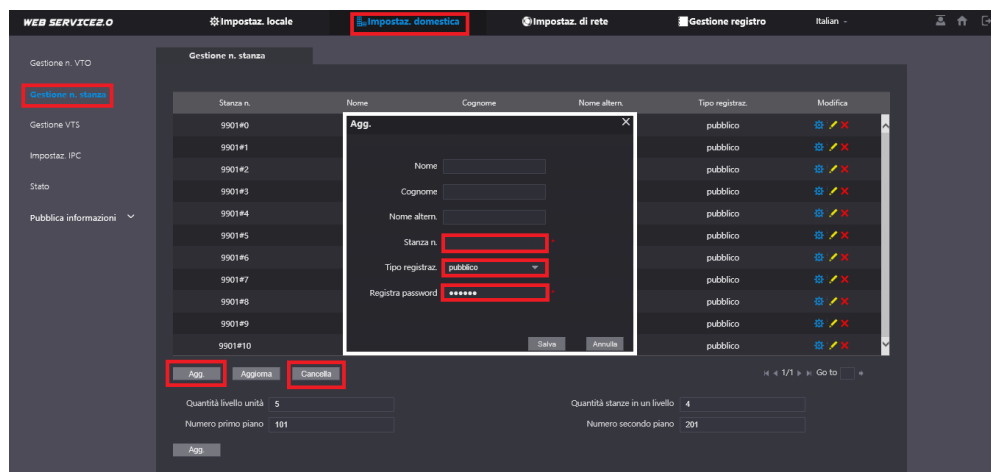 WEB SERVICE2.0
Impostaz. locale
Impostaz. domestica
Impostaz. di rete
Gestione registro
Italian
Gestione n. VTO
Gestione n. stanza
Gestione VTS
Impostaz. IPC
Stato
Pubblica informazioni
Gestione n. stanza
Stanza n. Nome Cognome Nome altern. Tipo registraz. Modifica
9901#0 pubblico
9901#1 pubblico
9901#2 pubblico
9901#3 pubblico
9901#4 pubblico
9901#5 pubblico
9901#6 pubblico
9901#7 pubblico
9901#8 pubblico
9901#9 pubblico
9901#10 pubblico
Agg.
Nome
Cognome
Nome altern.
Stanza n. *
Tipo registraz. pubblico
Registra password •••••• *
Salva Annulla
Agg. Aggiorna Cancella
1/1 Go to
Quantità livello unità 5
Quantità stanze in un livello 4
Numero primo piano 101
Numero secondo piano 201
Agg.